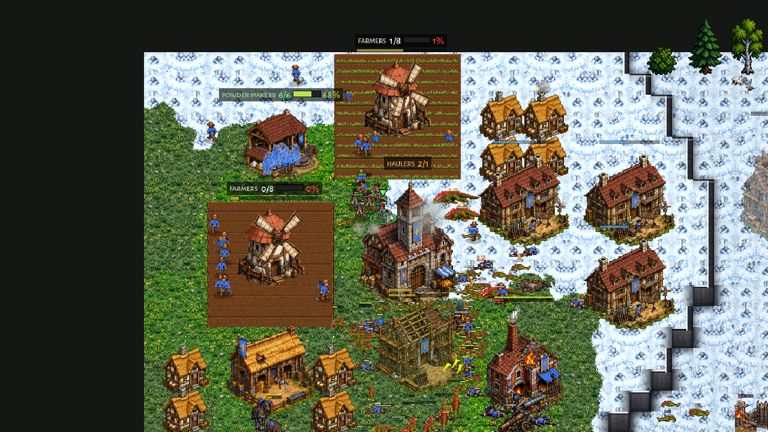 FARMERS 1/8 1%
POWDER MAKERS 6/6 68%
HAULERS 2/1
FARMERS 0/8 0%